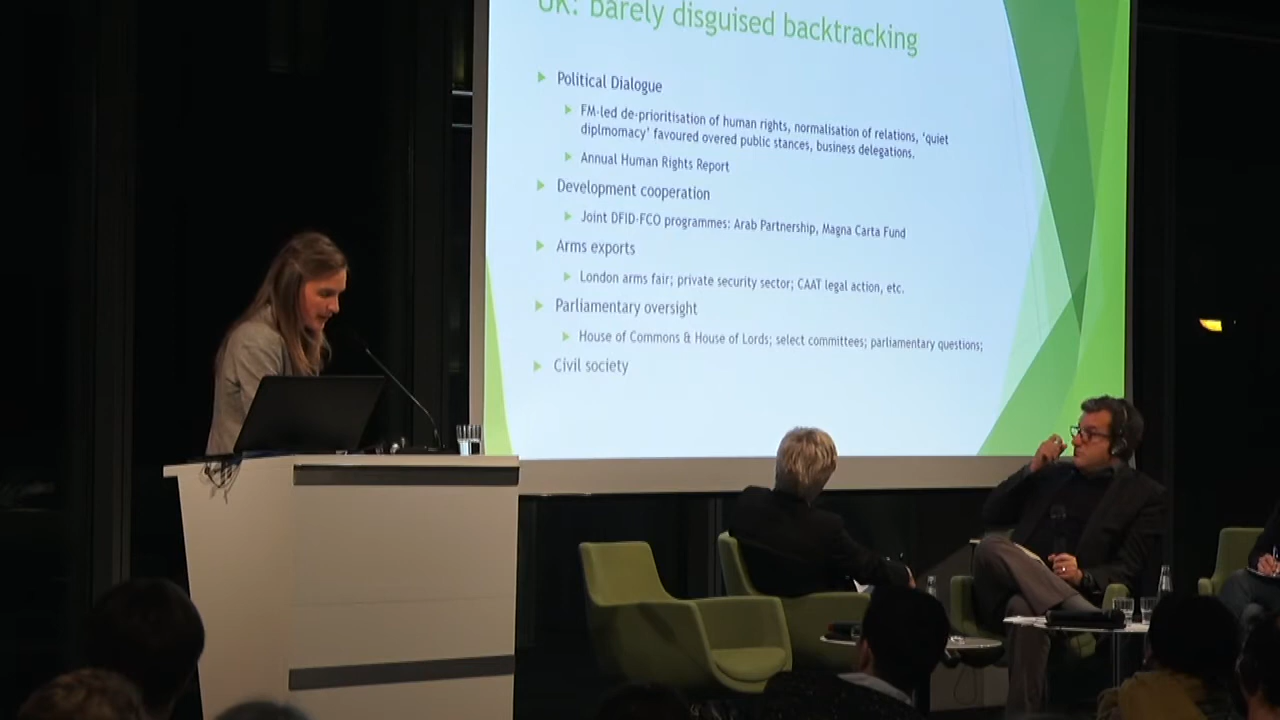 UK: barely disguised backtracking
Political Dialogue
FM-led de-prioritisation of human rights, normalisation of relations, ‘quiet
diplmomacy’ favoured overed public stances, business delegations.
Annual Human Rights Report
Development cooperation
Joint DFID-FCO programmes: Arab Partnership, Magna Carta Fund
Arms exports
London arms fair; private security sector; CAAT legal action, etc.
Parliamentary oversight
House of Commons & House of Lords; select committees; parliamentary questions;
Civil society